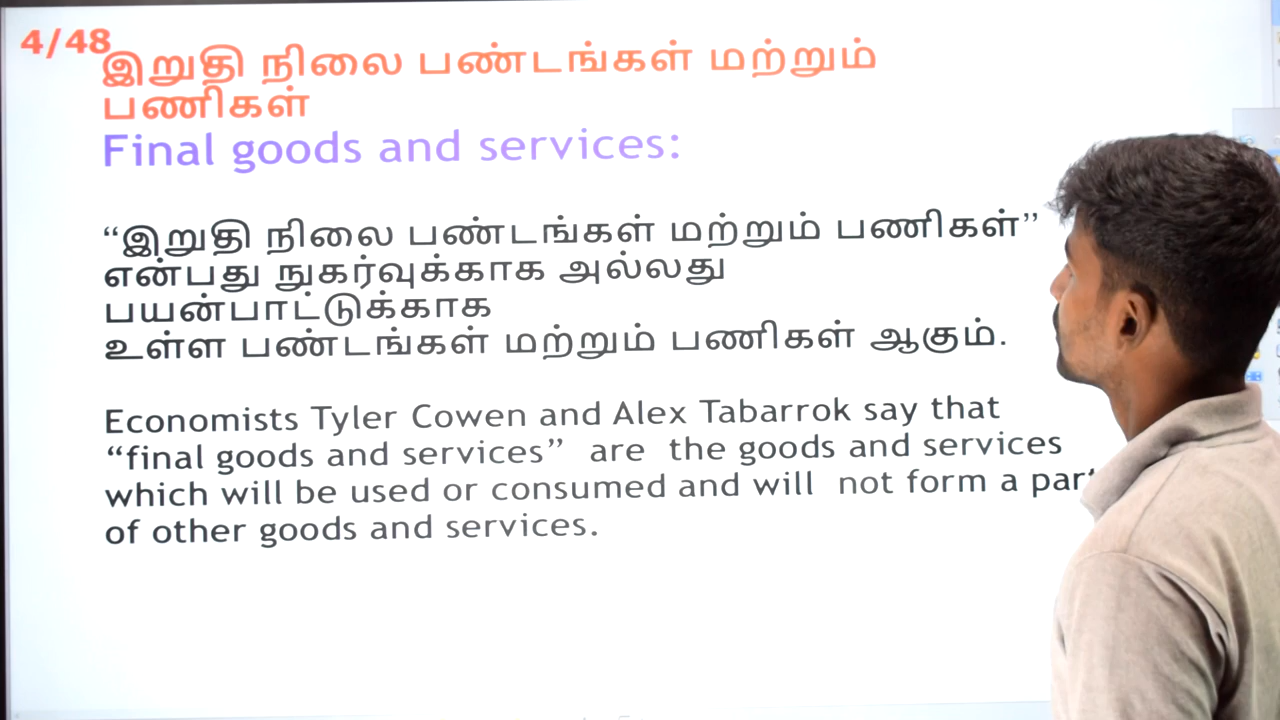 4/48
இறுதி நிலை பண்டங்கள் மற்றும்
பணிகள்
Final goods and services:
“இறுதி நிலை பண்டங்கள் மற்றும் பணிகள்”
என்பது நுகர்வுக்காக அல்லது
பயன்பாட்டுக்காக
உள்ள பண்டங்கள் மற்றும் பணிகள் ஆகும்.
Economists Tyler Cowen and Alex Tabarrok say that
“final goods and services” are the goods and services
which will be used or consumed and will not form a part
of other goods and services.